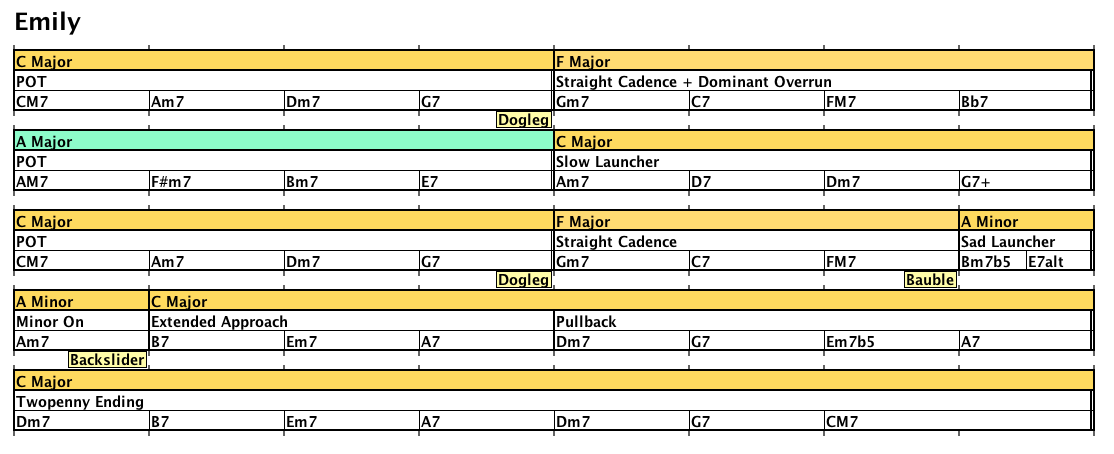 Emily
C Major F Major
POT Straight Cadence + Dominant Overrun
CM7 Am7 Dm7 G7 Gm7 C7 FM7 Bb7
Dogleg
A Major C Major
POT Slow Launcher
AM7 F#m7 Bm7 E7 Am7 D7 Dm7 G7+
C Major F Major A Minor
POT Straight Cadence Sad Launcher
CM7 Am7 Dm7 G7 Gm7 C7 FM7 Bm7b5 E7alt
Dogleg Bauble
A Minor C Major
Minor On Extended Approach Pullback
Am7 B7 Em7 A7 Dm7 G7 Em7b5 A7
Backslider
C Major
Twopenny Ending
Dm7 B7 Em7 A7 Dm7 G7 CM7